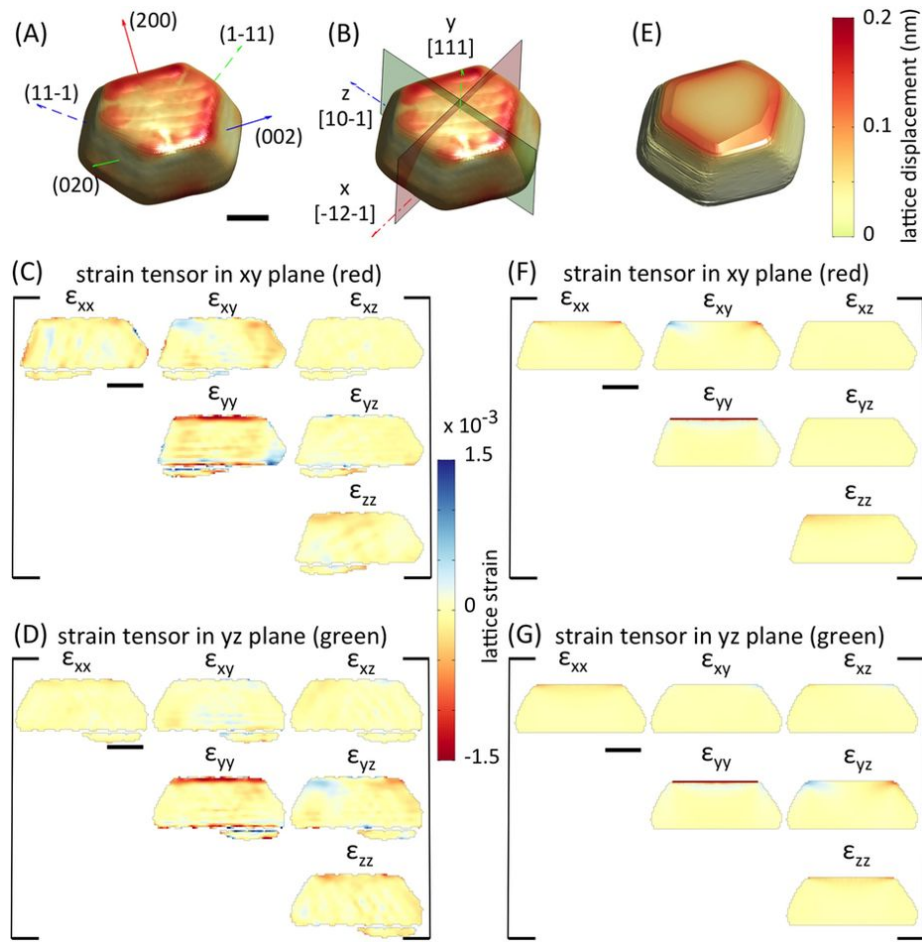 (A)
(200)
(1-11)
(11-1)
(002)
(020)
(B)
y
[111]
z
[10-1]
x
[-12-1]
(E)
0.2
0.1
0
lattice displacement (nm)
(C) strain tensor in xy plane (red)
εxx εxy εxz
εyy εyz
εzz
x 10⁻³
1.5
0
-1.5
lattice strain
(F) strain tensor in xy plane (red)
εxx εxy εxz
εyy εyz
εzz
(D) strain tensor in yz plane (green)
εxx εxy εxz
εyy εyz
εzz
(G) strain tensor in yz plane (green)
εxx εxy εxz
εyy εyz
εzz